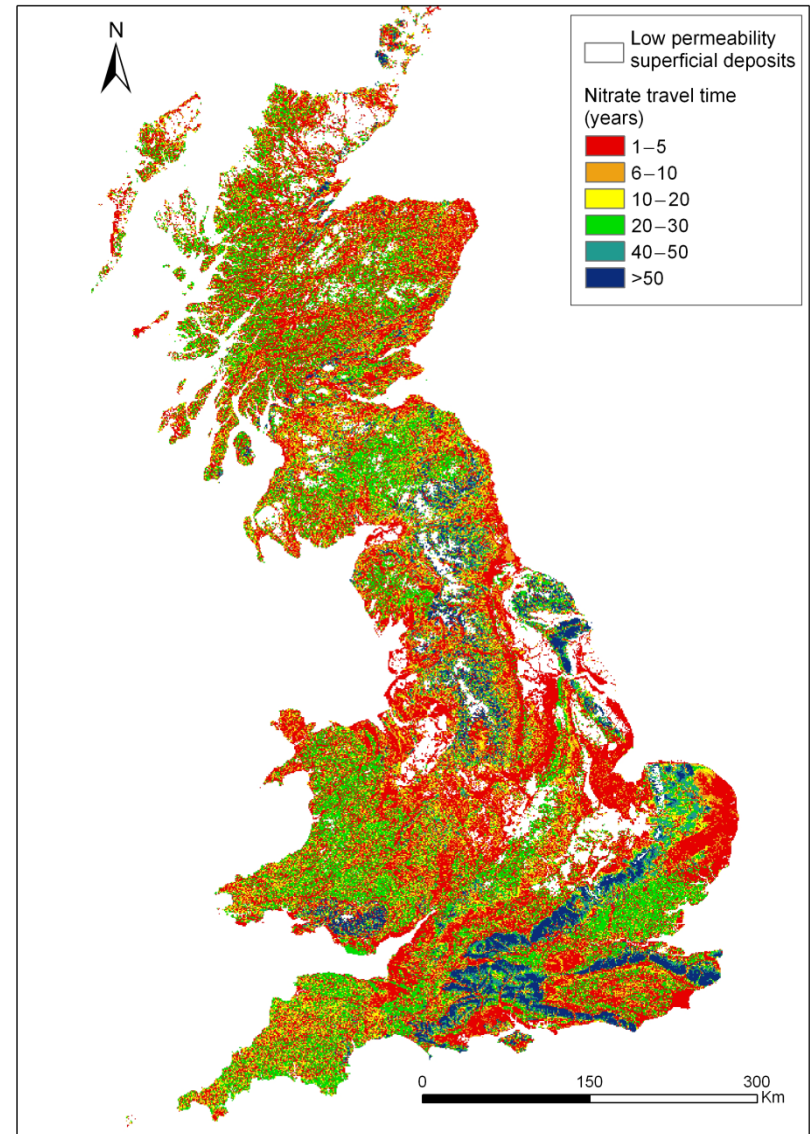 N
Low permeability
superficial deposits
Nitrate travel time
(years)
1–5
6–10
10–20
20–30
40–50
>50
0 150 300
Km